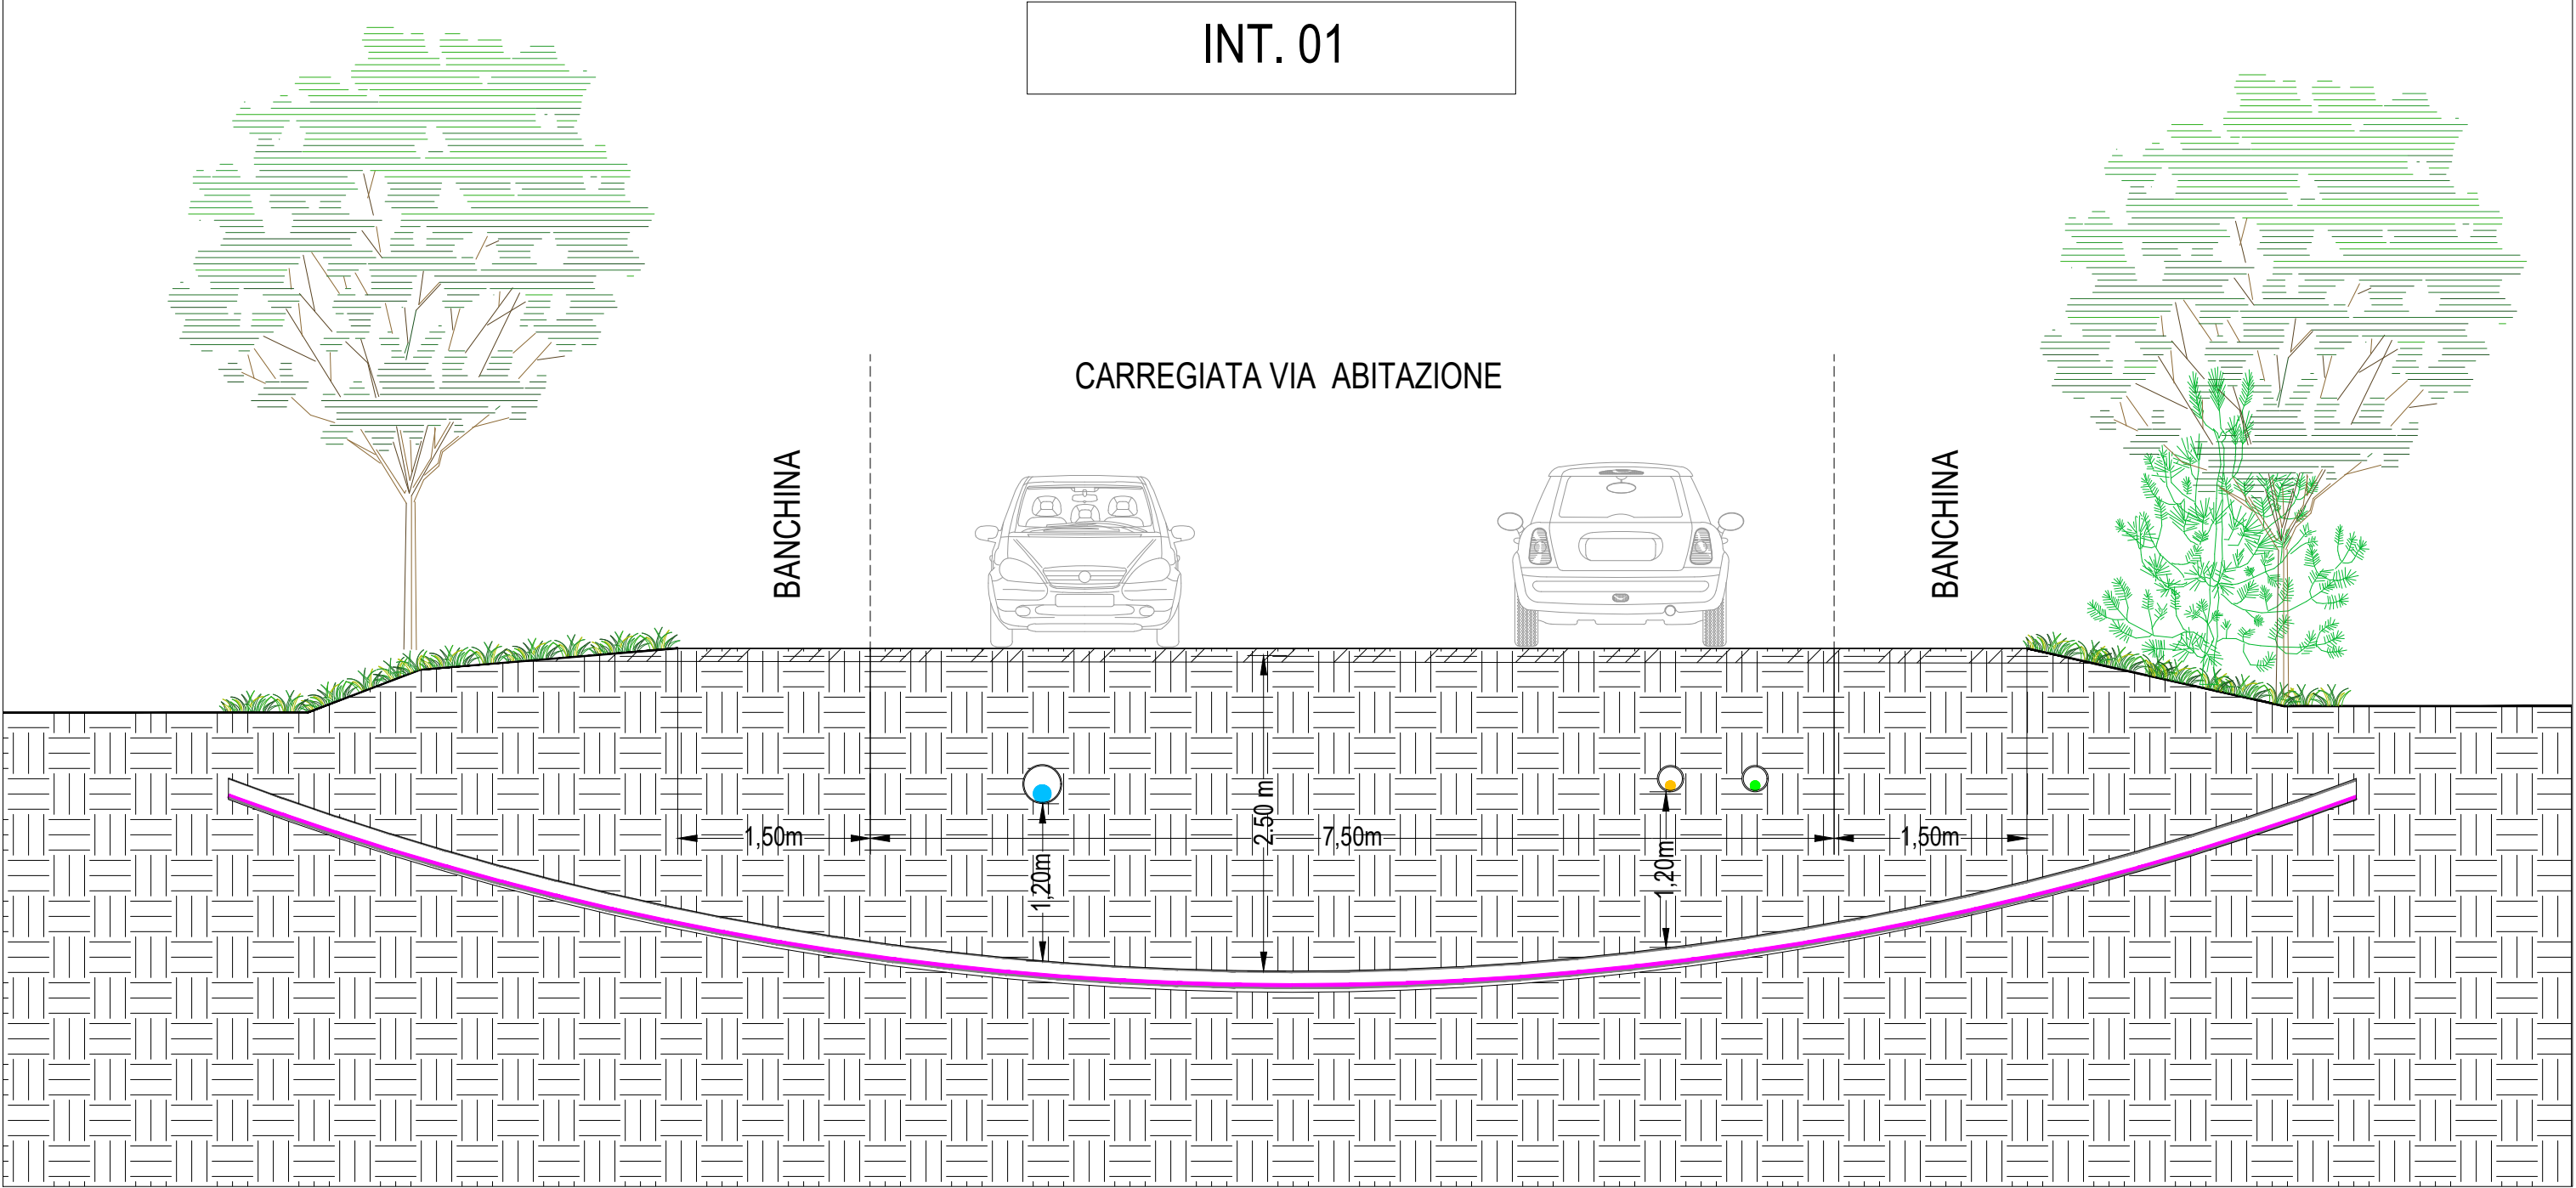 INT. 01
CARREGIATA VIA ABITAZIONE
BANCHINA
BANCHINA
1,50m
1,20m
2.50 m
7,50m
1,20m
1,50m